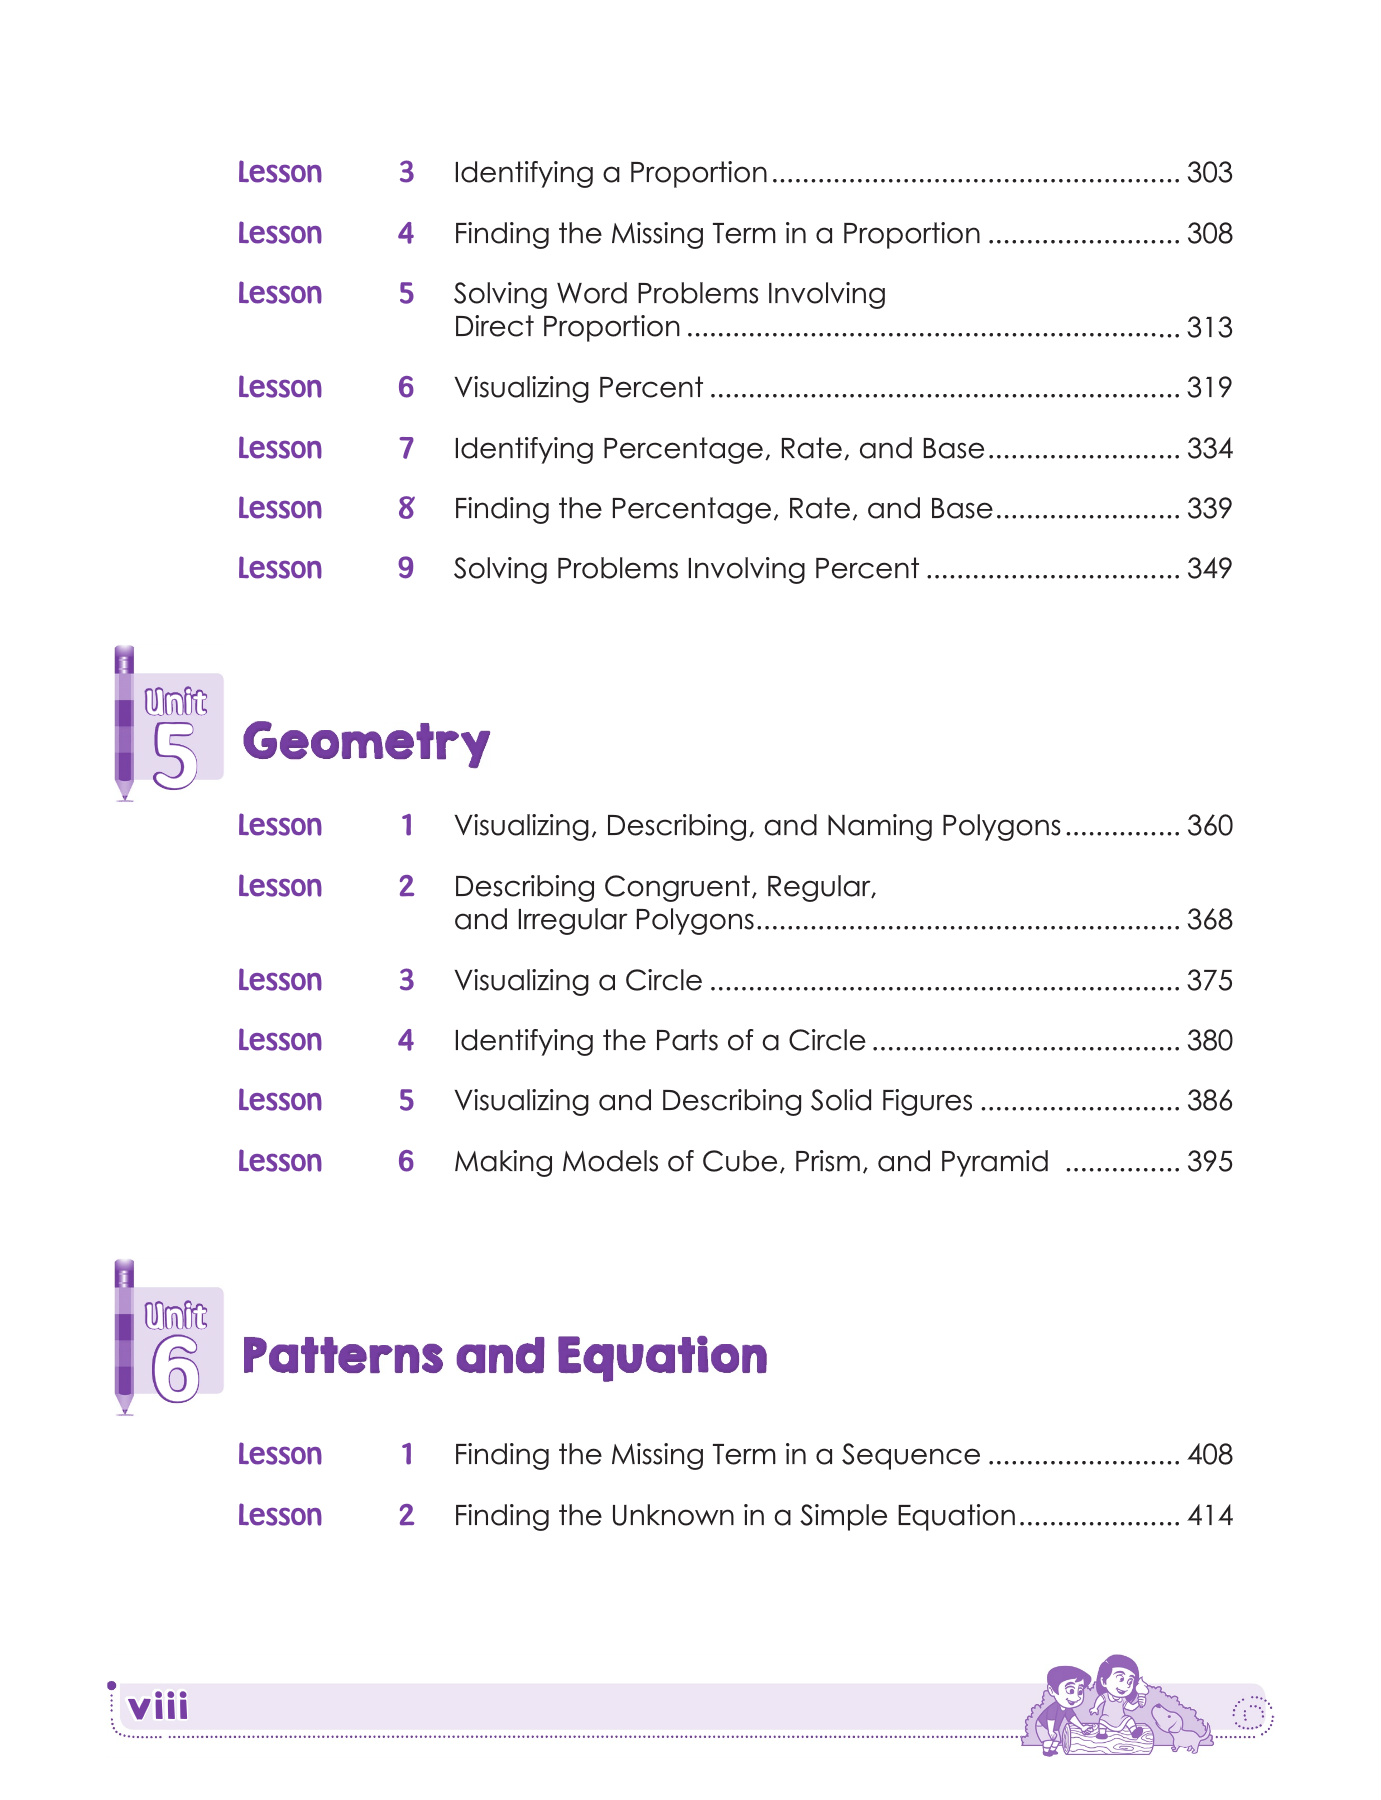 Lesson 3 Identifying a Proportion.................................................... 303
Lesson 4 Finding the Missing Term in a Proportion ......................... 308
Lesson 5 Solving Word Problems Involving
Direct Proportion ................................................................ 313
Lesson 6 Visualizing Percent ............................................................. 319
Lesson 7 Identifying Percentage, Rate, and Base......................... 334
Lesson 8 Finding the Percentage, Rate, and Base........................ 339
Lesson 9 Solving Problems Involving Percent ................................. 349
Unit
5
Geometry
Lesson 1 Visualizing, Describing, and Naming Polygons............... 360
Lesson 2 Describing Congruent, Regular,
and Irregular Polygons....................................................... 368
Lesson 3 Visualizing a Circle ............................................................. 375
Lesson 4 Identifying the Parts of a Circle ........................................ 380
Lesson 5 Visualizing and Describing Solid Figures .......................... 386
Lesson 6 Making Models of Cube, Prism, and Pyramid ............... 395
Unit
6
Patterns and Equation
Lesson 1 Finding the Missing Term in a Sequence ......................... 408
Lesson 2 Finding the Unknown in a Simple Equation..................... 414
viii